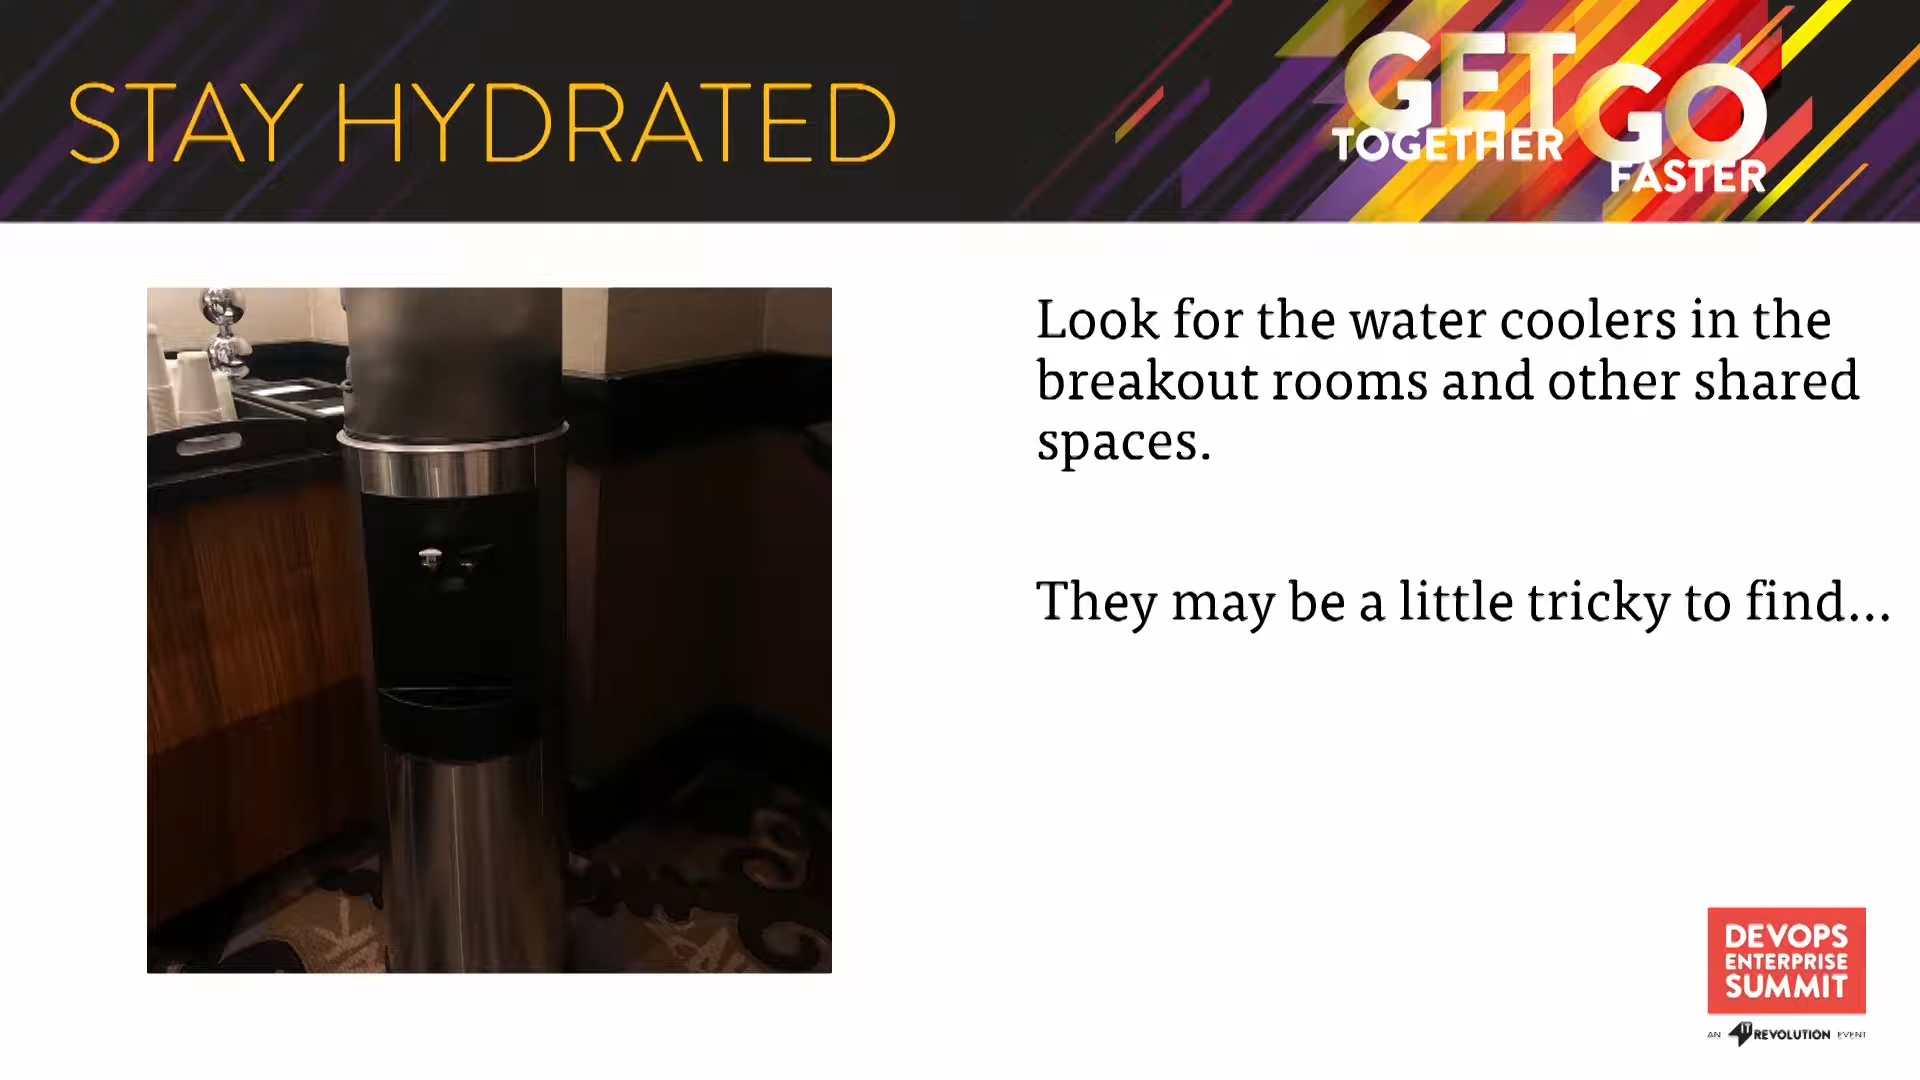 STAY HYDRATED
GET GO
TOGETHER
FASTER
Look for the water coolers in the
breakout rooms and other shared
spaces.
They may be a little tricky to find...
DEVOPS
ENTERPRISE
SUMMIT
AN IT REVOLUTION EVENT